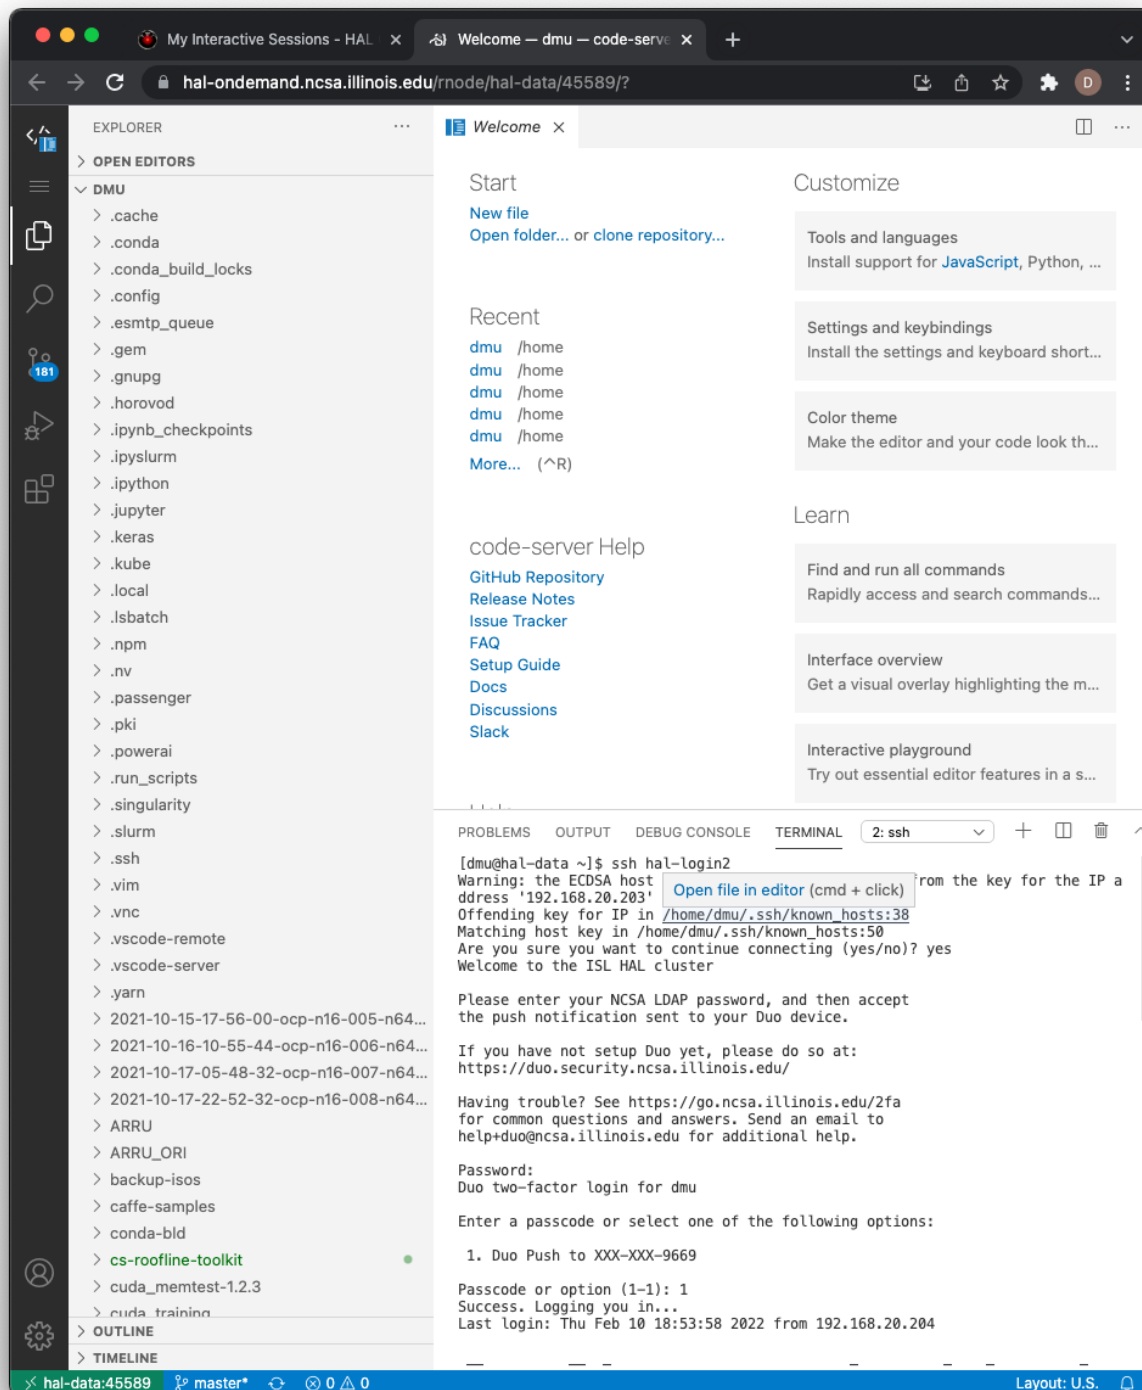 My Interactive Sessions - HAL
Welcome — dmu — code-serve
hal-ondemand.ncsa.illinois.edu/rnode/hal-data/45589/?
D
EXPLORER
OPEN EDITORS
DMU
.cache
.conda
.conda_build_locks
.config
.esmtp_queue
.gem
.gnupg
.horovod
.ipynb_checkpoints
.ipyslurm
.ipython
.jupyter
.keras
.kube
.local
.lsbatch
.npm
.nv
.passenger
.pki
.powerai
.run_scripts
.singularity
.slurm
.ssh
.vim
.vnc
.vscode-remote
.vscode-server
.yarn
2021-10-15-17-56-00-ocp-n16-005-n64...
2021-10-16-10-55-44-ocp-n16-006-n64...
2021-10-17-05-48-32-ocp-n16-007-n64...
2021-10-17-22-52-32-ocp-n16-008-n64...
ARRU
ARRU_ORI
backup-isos
caffe-samples
conda-bld
cs-roofline-toolkit
cuda_memtest-1.2.3
cuda_training
OUTLINE
TIMELINE
181
Welcome
Start
New file
Open folder... or clone repository...
Recent
dmu /home
dmu /home
dmu /home
dmu /home
dmu /home
More... (^R)
code-server Help
GitHub Repository
Release Notes
Issue Tracker
FAQ
Setup Guide
Docs
Discussions
Slack
Customize
Tools and languages
Install support for JavaScript, Python, ...
Settings and keybindings
Install the settings and keyboard short...
Color theme
Make the editor and your code look th...
Learn
Find and run all commands
Rapidly access and search commands...
Interface overview
Get a visual overlay highlighting the m...
Interactive playground
Try out essential editor features in a s...
PROBLEMS OUTPUT DEBUG CONSOLE TERMINAL 2: ssh
[dmu@hal-data ~]$ ssh hal-login2
Warning: the ECDSA host rom the key for the IP a
Open file in editor (cmd + click)
ddress '192.168.20.203'
Offending key for IP in /home/dmu/.ssh/known_hosts:38
Matching host key in /home/dmu/.ssh/known_hosts:50
Are you sure you want to continue connecting (yes/no)? yes
Welcome to the ISL HAL cluster
Please enter your NCSA LDAP password, and then accept
the push notification sent to your Duo device.
If you have not setup Duo yet, please do so at:
https://duo.security.ncsa.illinois.edu/
Having trouble? See https://go.ncsa.illinois.edu/2fa
for common questions and answers. Send an email to
help+duo@ncsa.illinois.edu for additional help.
Password:
Duo two-factor login for dmu
Enter a passcode or select one of the following options:
1. Duo Push to XXX-XXX-9669
Passcode or option (1-1): 1
Success. Logging you in...
Last login: Thu Feb 10 18:53:58 2022 from 192.168.20.204
hal-data:45589 master* 0 0 Layout: U.S.